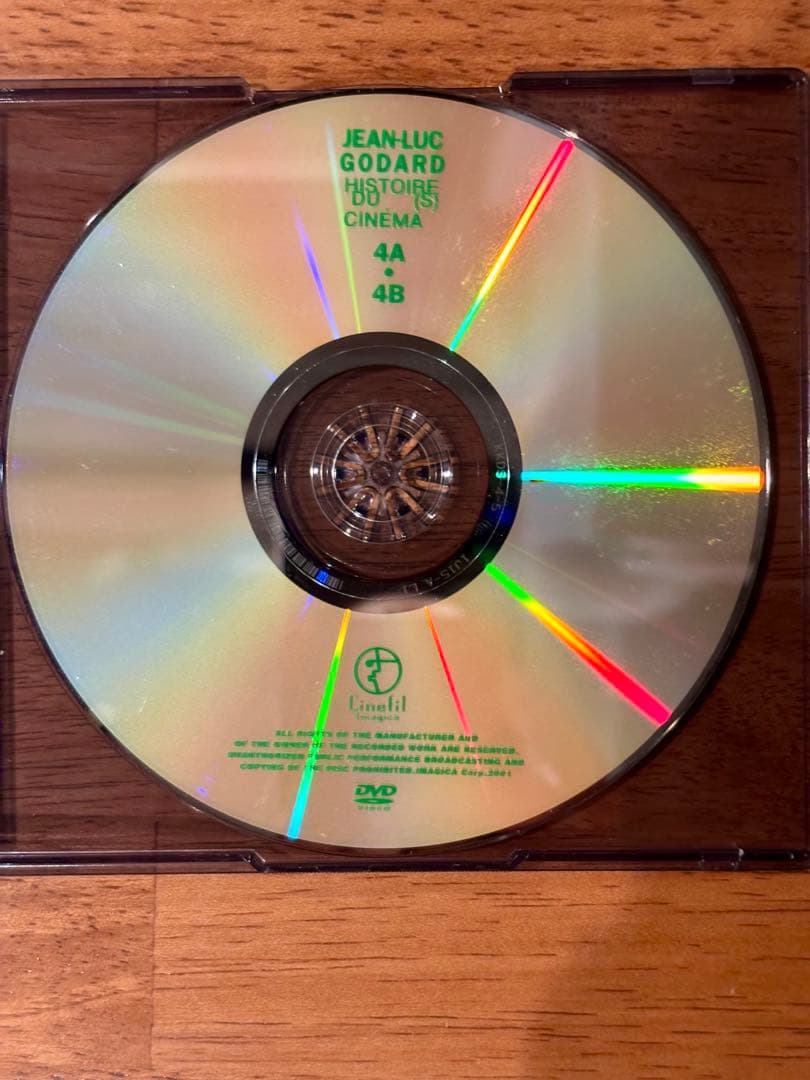 JEAN-LUC
GODARD
HISTOIRE
DU (S)
CINÉMA
4A
•
4B
Cinefil
Imagica
ALL RIGHTS OF THE MANUFACTURER AND
OF THE OWNER OF THE RECORDED WORK ARE RESERVED.
UNAUTHORIZED PUBLIC PERFORMANCE BROADCASTING AND
COPYING OF THE DISC PROHIBITED.IMAGICA Corp.2001
DVD
VIDEO